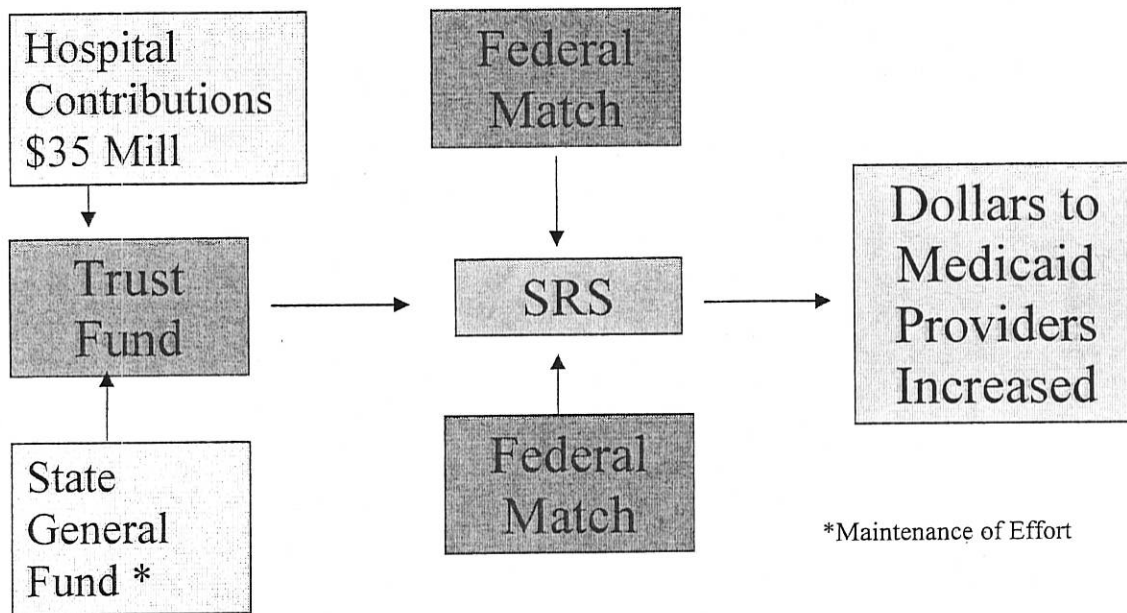 Hospital
Contributions
$35 Mill
Federal
Match
Trust
Fund
SRS
Dollars to
Medicaid
Providers
Increased
State
General
Fund *
Federal
Match
*Maintenance of Effort